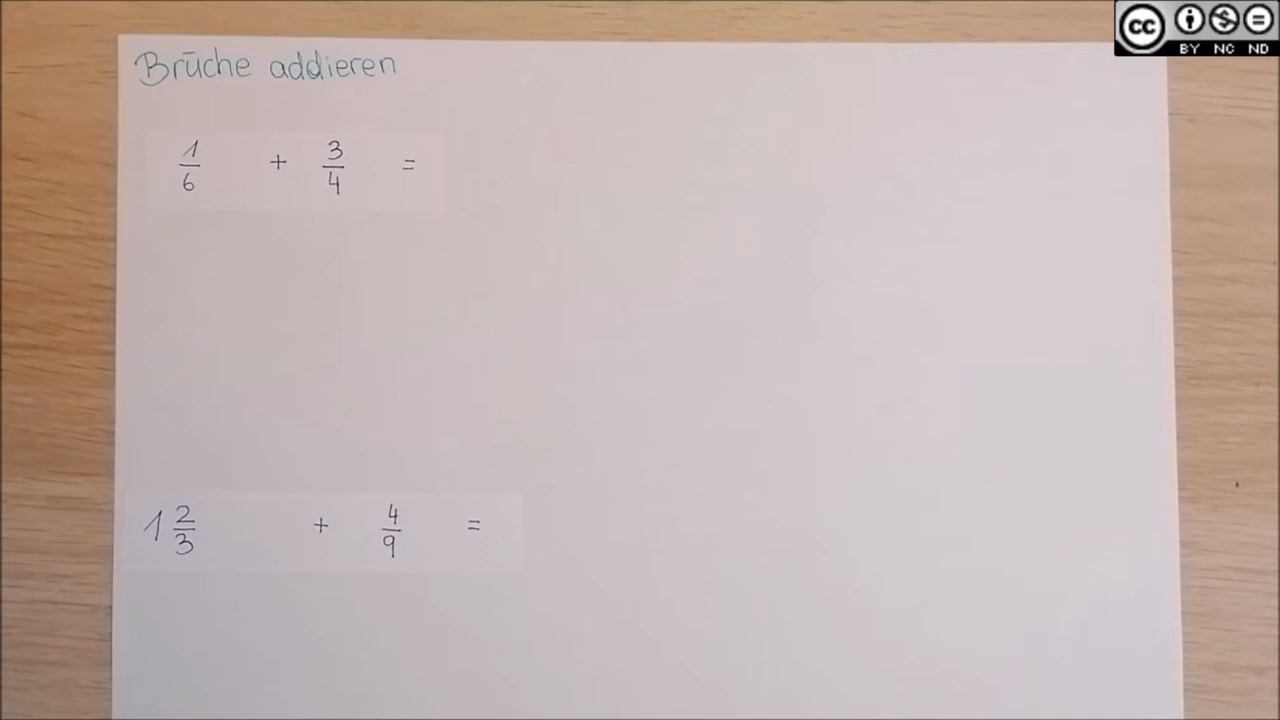 cc BY NC ND
Brüche addieren
1/6 + 3/4 =
1 2/3 + 4/9 =